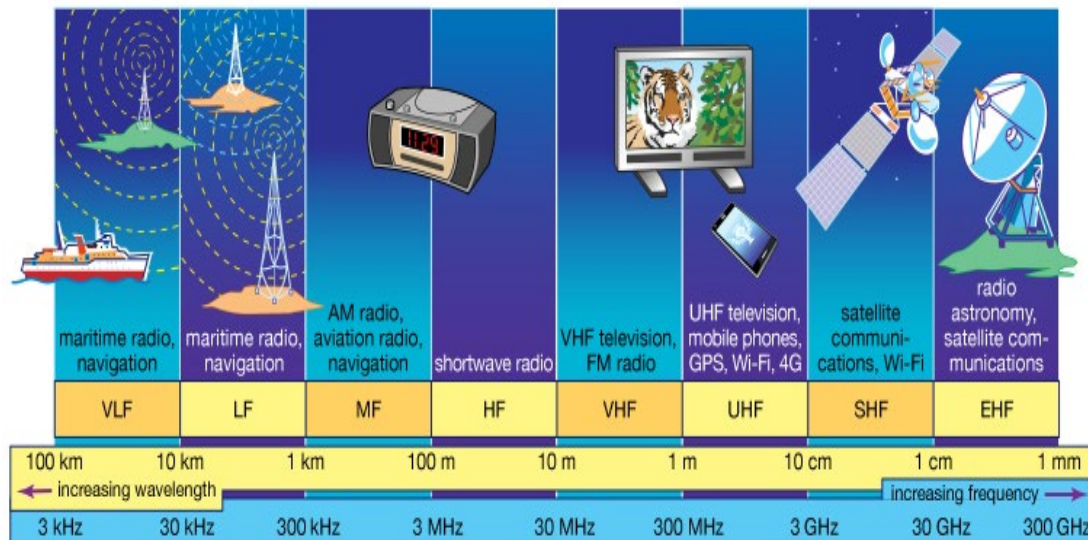 11:29
maritime radio,
navigation
maritime radio,
navigation
AM radio,
aviation radio,
navigation
shortwave radio
VHF television,
FM radio
UHF television,
mobile phones,
GPS, Wi-Fi, 4G
satellite
communi-
cations, Wi-Fi
radio
astronomy,
satellite com-
munications
VLF LF MF HF VHF UHF SHF EHF
100 km 10 km 1 km 100 m 10 m 1 m 10 cm 1 cm 1 mm
increasing wavelength
increasing frequency
3 kHz 30 kHz 300 kHz 3 MHz 30 MHz 300 MHz 3 GHz 30 GHz 300 GHz